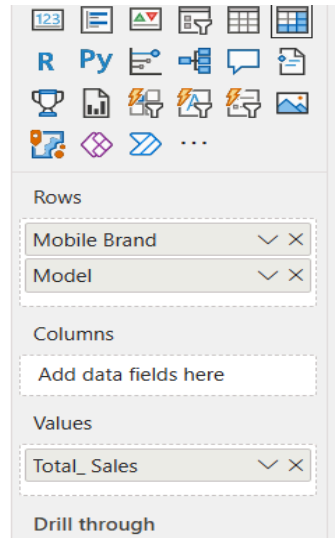 123
R Py
...
Rows
Mobile Brand
Model
Columns
Add data fields here
Values
Total_ Sales
Drill through